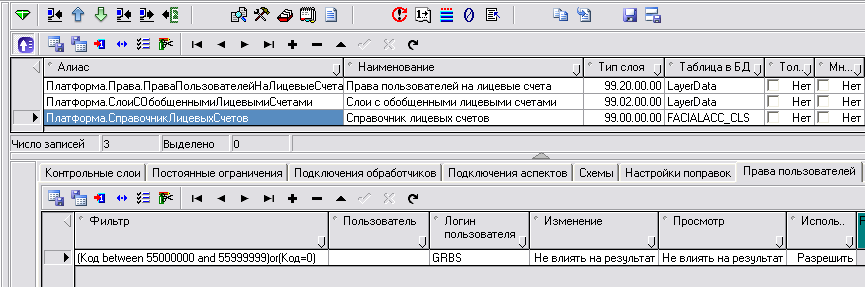 Алиас Наименование Тип слоя Таблица в БД Тол... Мн...
Платформа.Права.ПраваПользователейНаЛицевыеСчета Права пользователей на лицевые счета 99.20.00.00 LayerData Нет Нет
Платформа.СлоиСОбобщеннымиЛицевымиСчетами Слои с обобщенными лицевыми счетами 99.02.00.00 LayerData Нет Нет
Платформа.СправочникЛицевыхСчетов Справочник лицевых счетов 99.00.00.00 FACIALACC_CLS Нет Нет
Число записей 3 Выделено 0
Контрольные слои Постоянные ограничения Подключения обработчиков Подключения аспектов Схемы Настройки поправок Права пользователей
Фильтр Пользователь Логин пользователя Изменение Просмотр Исполь..
(Код between 55000000 and 55999999)or(Код=0) GRBS Не влиять на результат Не влиять на результат Разрешить